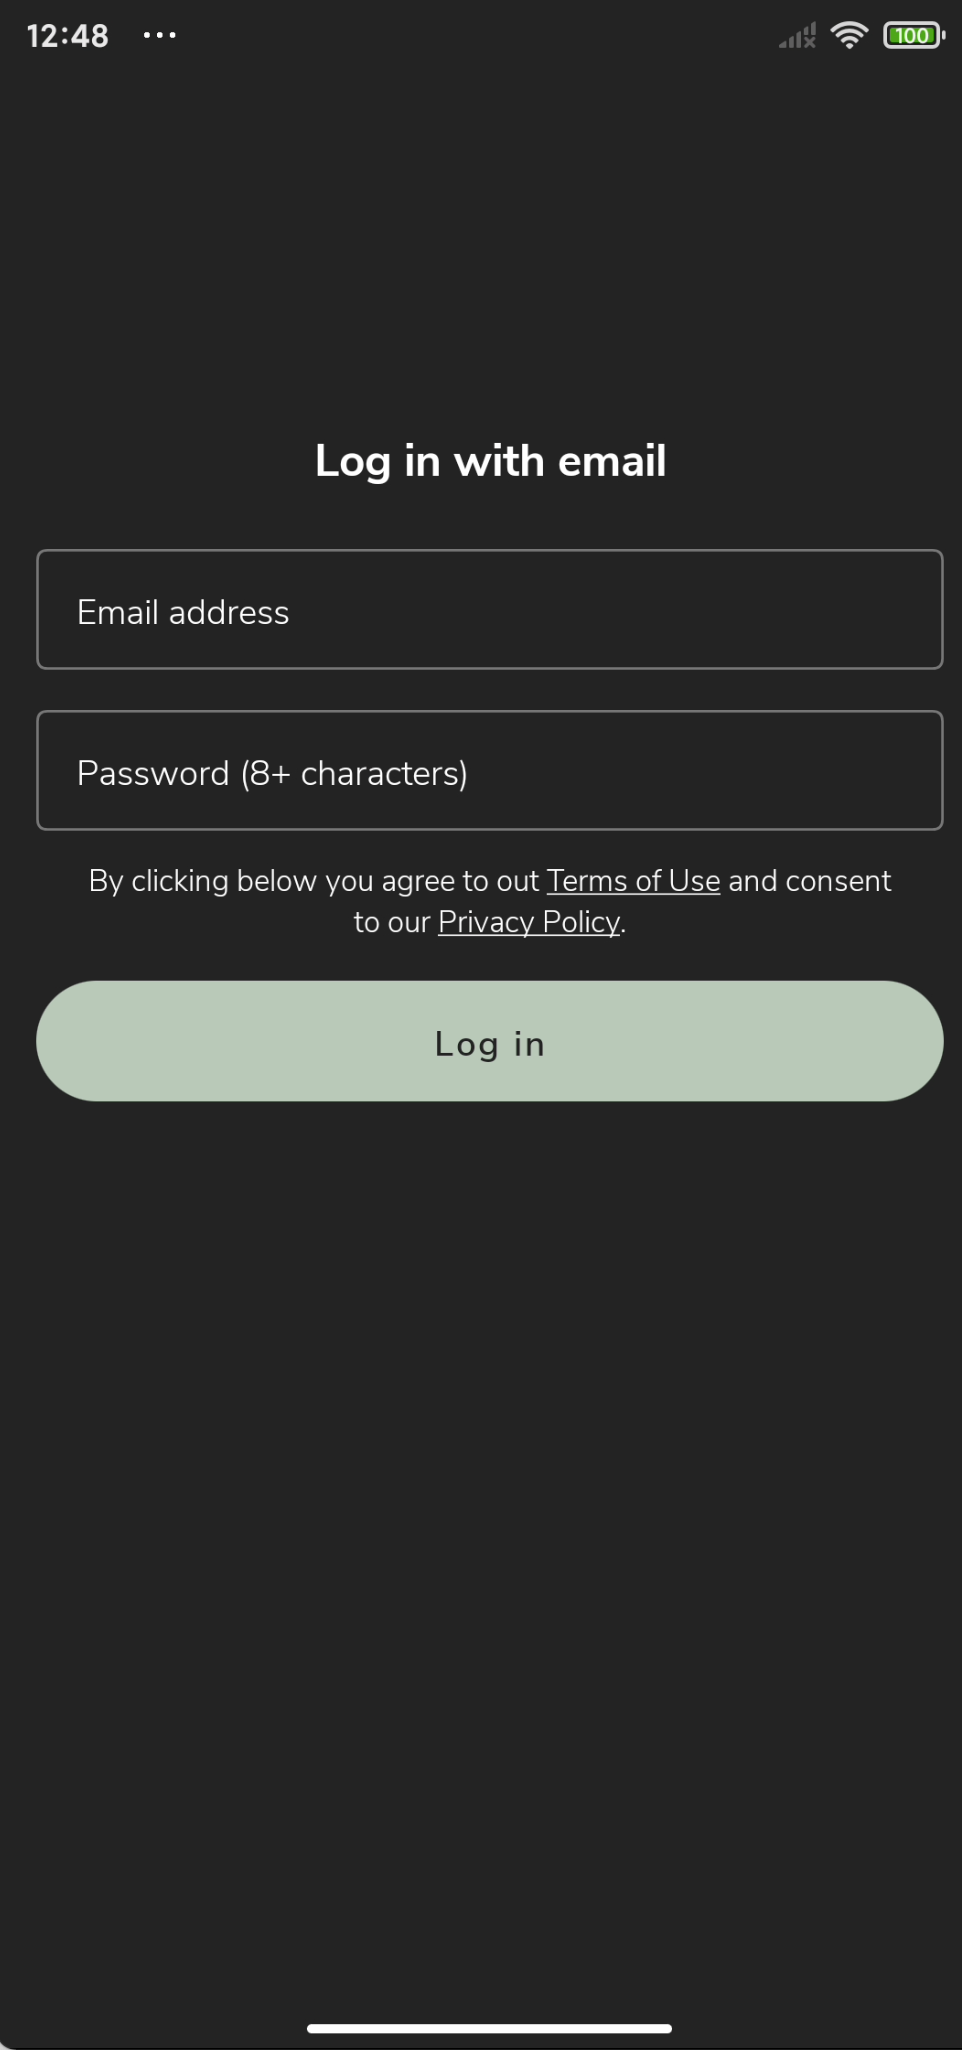 12:48 ...
100
Log in with email
Email address
Password (8+ characters)
By clicking below you agree to out Terms of Use and consent
to our Privacy Policy.
Log in